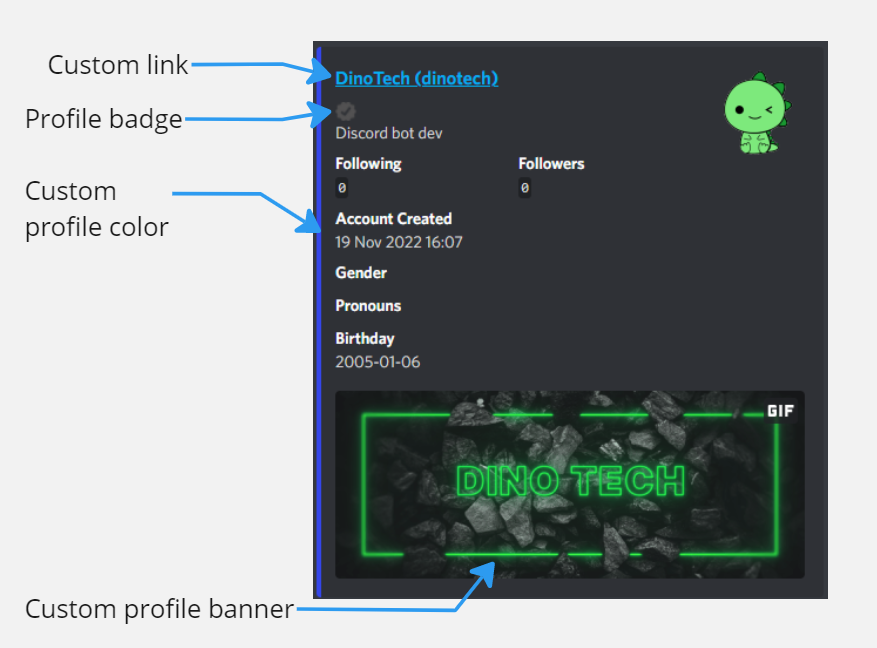 Custom link
DinoTech (dinotech)
Profile badge
Discord bot dev
Following Followers
0 0
Custom
profile color
Account Created
19 Nov 2022 16:07
Gender
Pronouns
Birthday
2005-01-06
GIF
DINO TECH
Custom profile banner